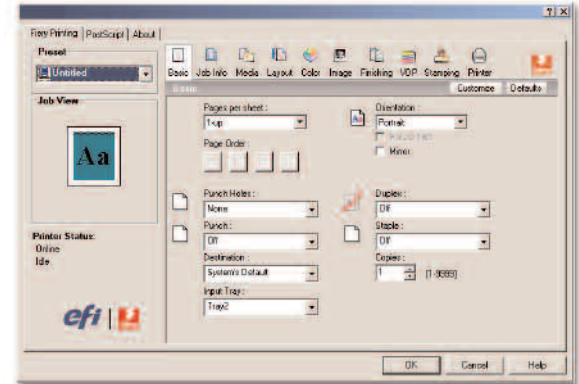 Fiery Printing PostScript About
Preset
Untitled
Basic Job Info Media Layout Color Image Finishing VDP Stamping Printer
Customize Defaults
Job View
Aa
Pages per sheet :
1-up
Page Order :
Orientation :
Portrait
Mirror
Punch Holes :
None
Duplex :
Off
Punch :
Off
Staple :
Off
Destination :
System's Default
Copies :
1 [1-9999]
Input Tray :
Tray2
Printer Status:
Online
Idle
efi
OK Cancel Help